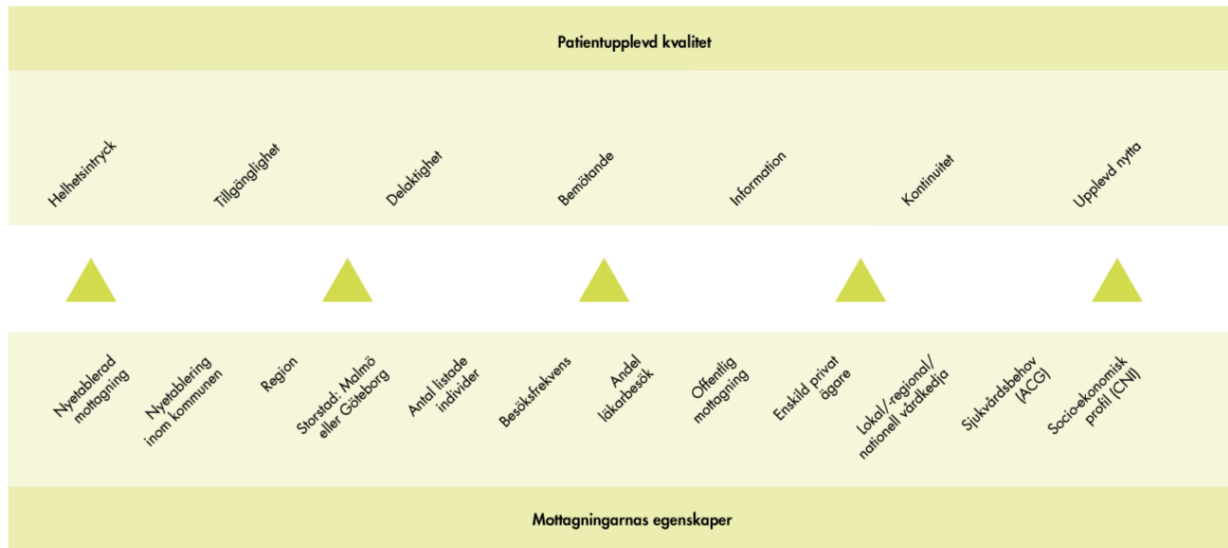 Patientupplevd kvalitet
Helhetsintryck
Tillgänglighet
Delaktighet
Bemötande
Information
Kontinuitet
Upplevd nytta
Nyetablerad
mottagning
Nyetablering
inom kommunen
Region
Storstad: Malmö
eller Göteborg
Antal listade
individer
Besöksfrekvens
Andel
läkarbesök
Offentlig
mottagning
Enskild privat
ägare
Lokal/-regional/
nationell vårdkedja
Sjukvårdsbehov
(ACG)
Socio-ekonomisk
profil (CNI)
Mottagningarnas egenskaper